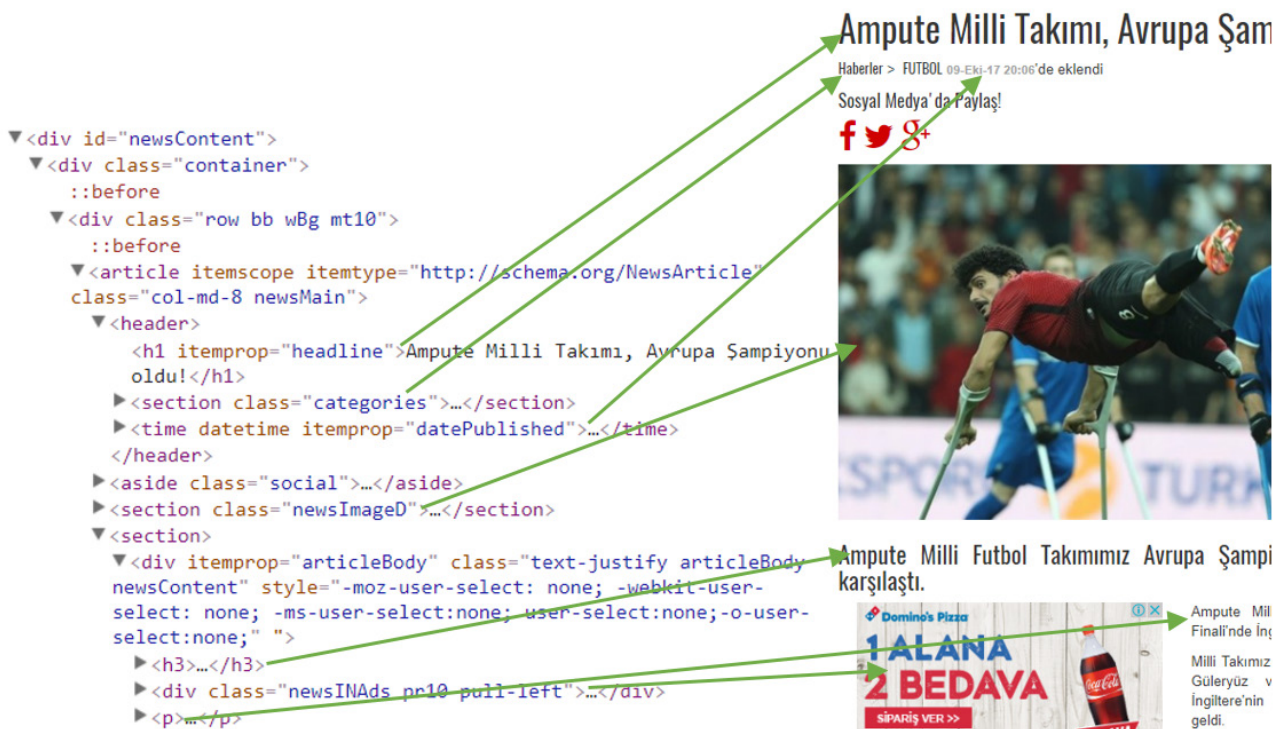 <div id="newsContent">
<div class="container">
::before
<div class="row bb wBg mt10">
::before
<article itemscope itemtype="http://schema.org/NewsArticle"
class="col-md-8 newsMain">
<header>
<h1 itemprop="headline">Ampute Milli Takımı, Avrupa Şampiyonu
oldu!</h1>
<section class="categories">…</section>
<time datetime itemprop="datePublished">…</time>
</header>
<aside class="social">…</aside>
<section class="newsImageD">…</section>
<section>
<div itemprop="articleBody" class="text-justify articleBody
newsContent" style="-moz-user-select: none; -webkit-user-
select: none; -ms-user-select:none; user-select:none;-o-user-
select:none;" ">
<h3>…</h3>
<div class="newsINAds pr10 pull-left">…</div>
<p>…</p>
Ampute Milli Takımı, Avrupa Şam
Haberler > FUTBOL 09-Eki-17 20:06'de eklendi
Sosyal Medya'da Paylaş!
f g+
3
ESPOR TURK
Ampute Milli Futbol Takımımız Avrupa Şampi
karşılaştı.
Domino's Pizza
1 ALANA
2 BEDAVA
SİPARİŞ VER >>
Coca-Cola
Ampute Mil
Finali'nde İng
Milli Takımız
Güleryüz v
İngiltere'nin
geldi.